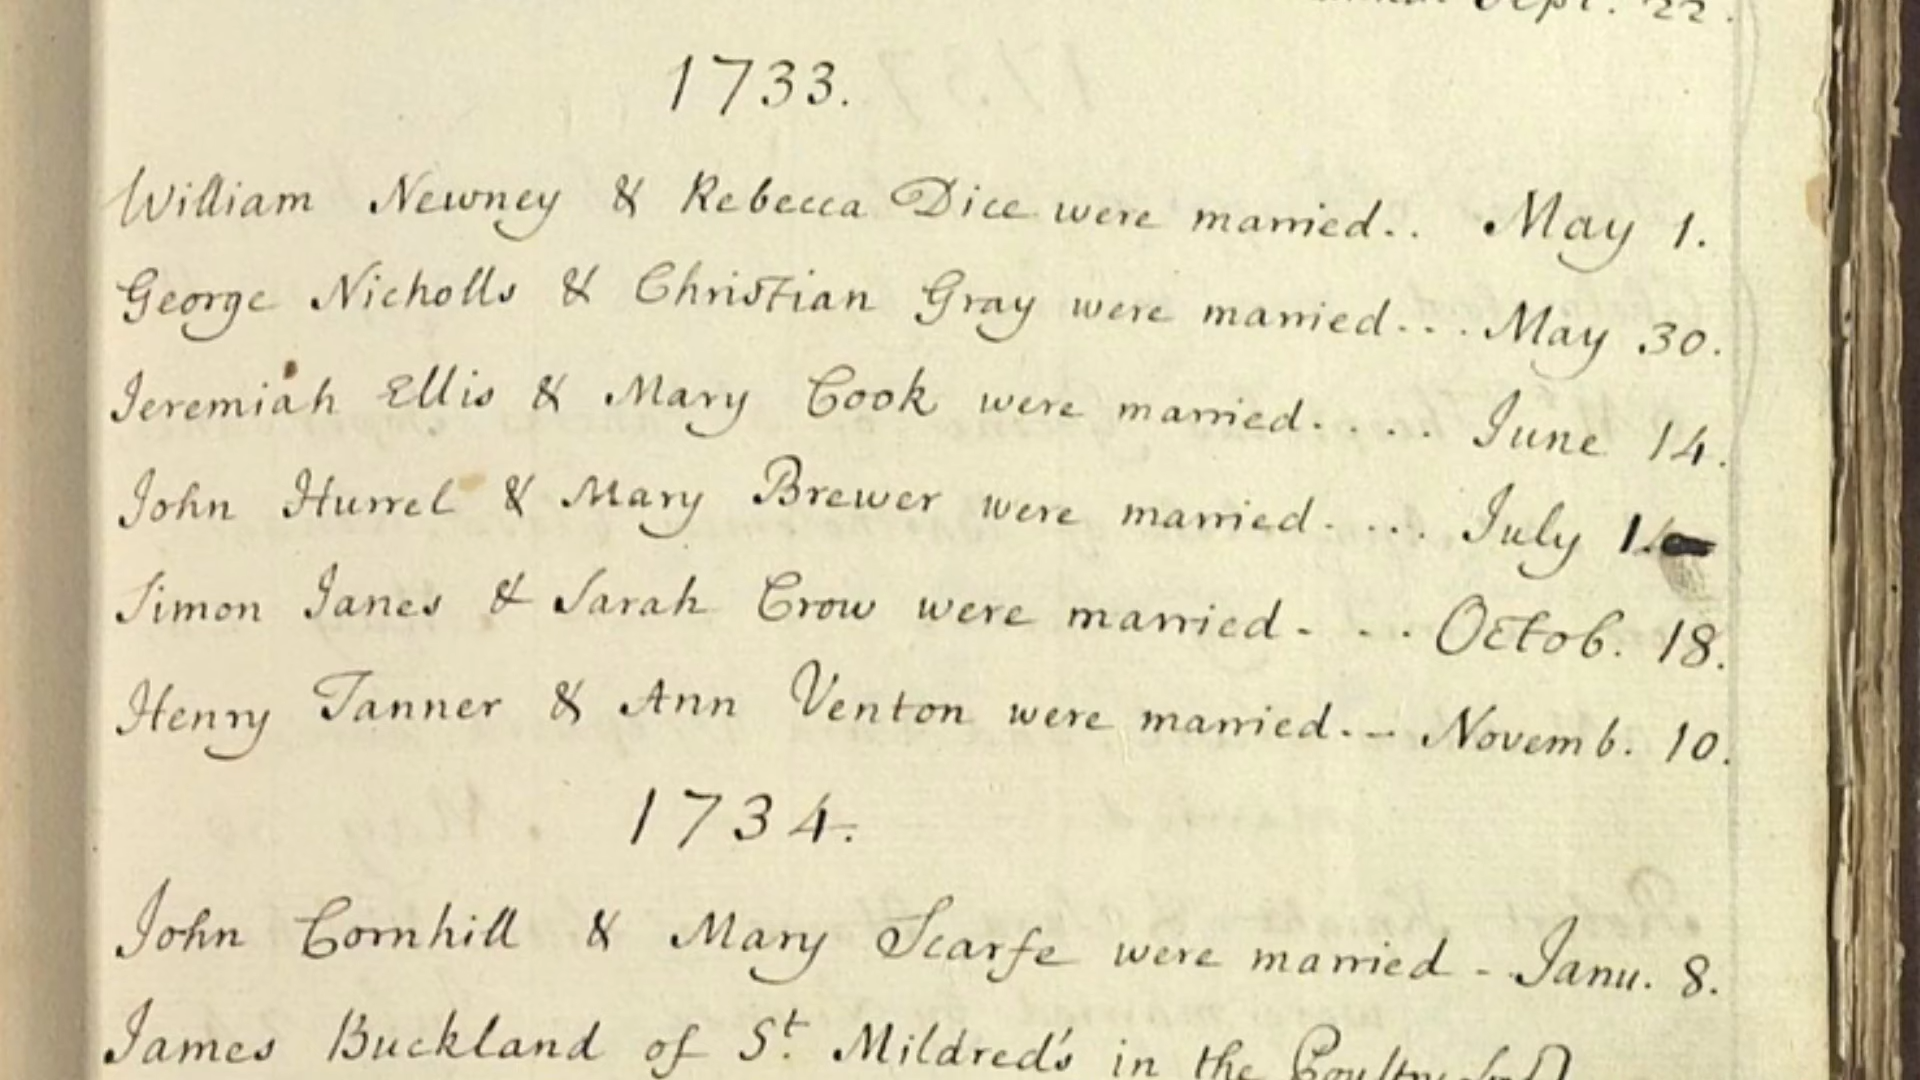 Sept. 22.
1733.
William Newney & Rebecca Dice were married.. May 1.
George Nicholls & Christian Gray were married... May 30.
Jeremiah Ellis & Mary Cook were married.... June 14.
John Hurrel & Mary Brewer were married.... July
Simon Janes & Sarah Crow were married - - - . Octob. 18.
Henry Tanner & Ann Venton were married. - Novemb. 10.
1734.
John Cornhill & Mary Scarfe were married - Janu. 8.
James Buckland of St. Mildred's in the Poultry